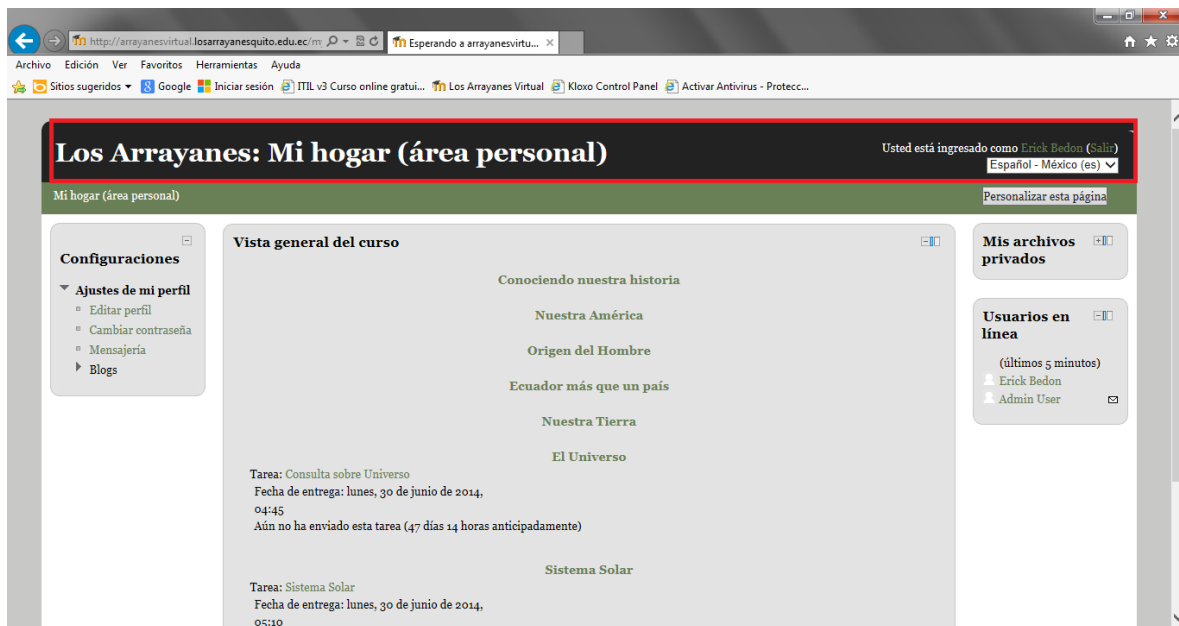 http://arrayanesvirtual.losarrayanesquito.edu.ec/m
Esperando a arrayanesvirtu...
Archivo Edición Ver Favoritos Herramientas Ayuda
Sitios sugeridos Google Iniciar sesión ITIL v3 Curso online gratui... Los Arrayanes Virtual Kloxo Control Panel Activar Antivirus - Protecc...
Los Arrayanes: Mi hogar (área personal)
Usted está ingresado como Erick Bedon (Salir)
Español - México (es)
Mi hogar (área personal)
Personalizar esta página
Configuraciones
Ajustes de mi perfil
Editar perfil
Cambiar contraseña
Mensajería
Blogs
Vista general del curso
Conociendo nuestra historia
Nuestra América
Origen del Hombre
Ecuador más que un país
Nuestra Tierra
El Universo
Tarea: Consulta sobre Universo
Fecha de entrega: lunes, 30 de junio de 2014,
04:45
Aún no ha enviado esta tarea (47 días 14 horas anticipadamente)
Sistema Solar
Tarea: Sistema Solar
Fecha de entrega: lunes, 30 de junio de 2014,
05:10
Mis archivos
privados
Usuarios en
línea
(últimos 5 minutos)
Erick Bedon
Admin User